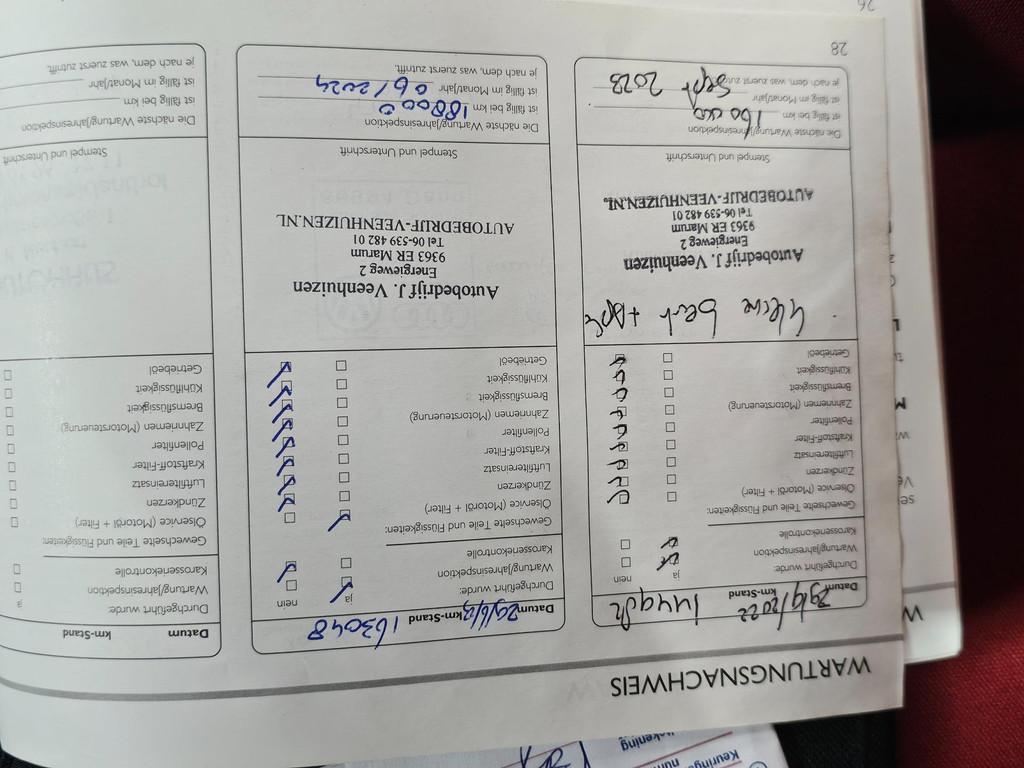 WARTUNGSNACHWEIS
Datum km-Stand
29/9/2022
Durchgeführt wurde: ja nein
Wartung/Jahresinspektion
Karosseriekontrolle
Gewechselte Teile und Flüssigkeiten:
Ölservice (Motoröl + Filter)
Zündkerzen
Luftfiltereinsatz
Kraftstoff-Filter
Pollenfilter
Zahnriemen (Motorsteuerung)
Bremsflüssigkeit
Kühlflüssigkeit
Getriebeöl
Kleine beurt +
Autobedrijf J. Veenhuizen
Energieweg 2
9363 ER Marum
Tel 06-539 482 01
AUTOBEDRIJF-VEENHUIZEN.NL
Stempel und Unterschrift
Die nächste Wartung/Jahresinspektion
ist fällig bei km 160 000
ist fällig im Monat/Jahr
Sept 2023
je nach dem, was zuerst zutrifft.
28
Datum km-Stand
163048
Durchgeführt wurde: ja nein
Wartung/Jahresinspektion
Karosseriekontrolle
Gewechselte Teile und Flüssigkeiten:
Ölservice (Motoröl + Filter)
Zündkerzen
Luftfiltereinsatz
Kraftstoff-Filter
Pollenfilter
Zahnriemen (Motorsteuerung)
Bremsflüssigkeit
Kühlflüssigkeit
Getriebeöl
Autobedrijf J. Veenhuizen
Energieweg 2
9363 ER Marum
Tel 06-539 482 01
AUTOBEDRIJF-VEENHUIZEN.NL
Stempel und Unterschrift
Die nächste Wartung/Jahresinspektion
ist fällig bei km 188000
ist fällig im Monat/Jahr 06/2024
je nach dem, was zuerst zutrifft.
Datum km-Stand
Durchgeführt wurde: ja
Wartung/Jahresinspektion
Karosseriekontrolle
Gewechselte Teile und Flüssigkeiten:
Ölservice (Motoröl + Filter)
Zündkerzen
Luftfiltereinsatz
Kraftstoff-Filter
Pollenfilter
Zahnriemen (Motorsteuerung)
Bremsflüssigkeit
Kühlflüssigkeit
Getriebeöl
Stempel und Unterschrift
Die nächste Wartung/Jahresinspektion
ist fällig bei km
ist fällig im Monat/Jahr
je nach dem, was zuerst zutrifft.
26